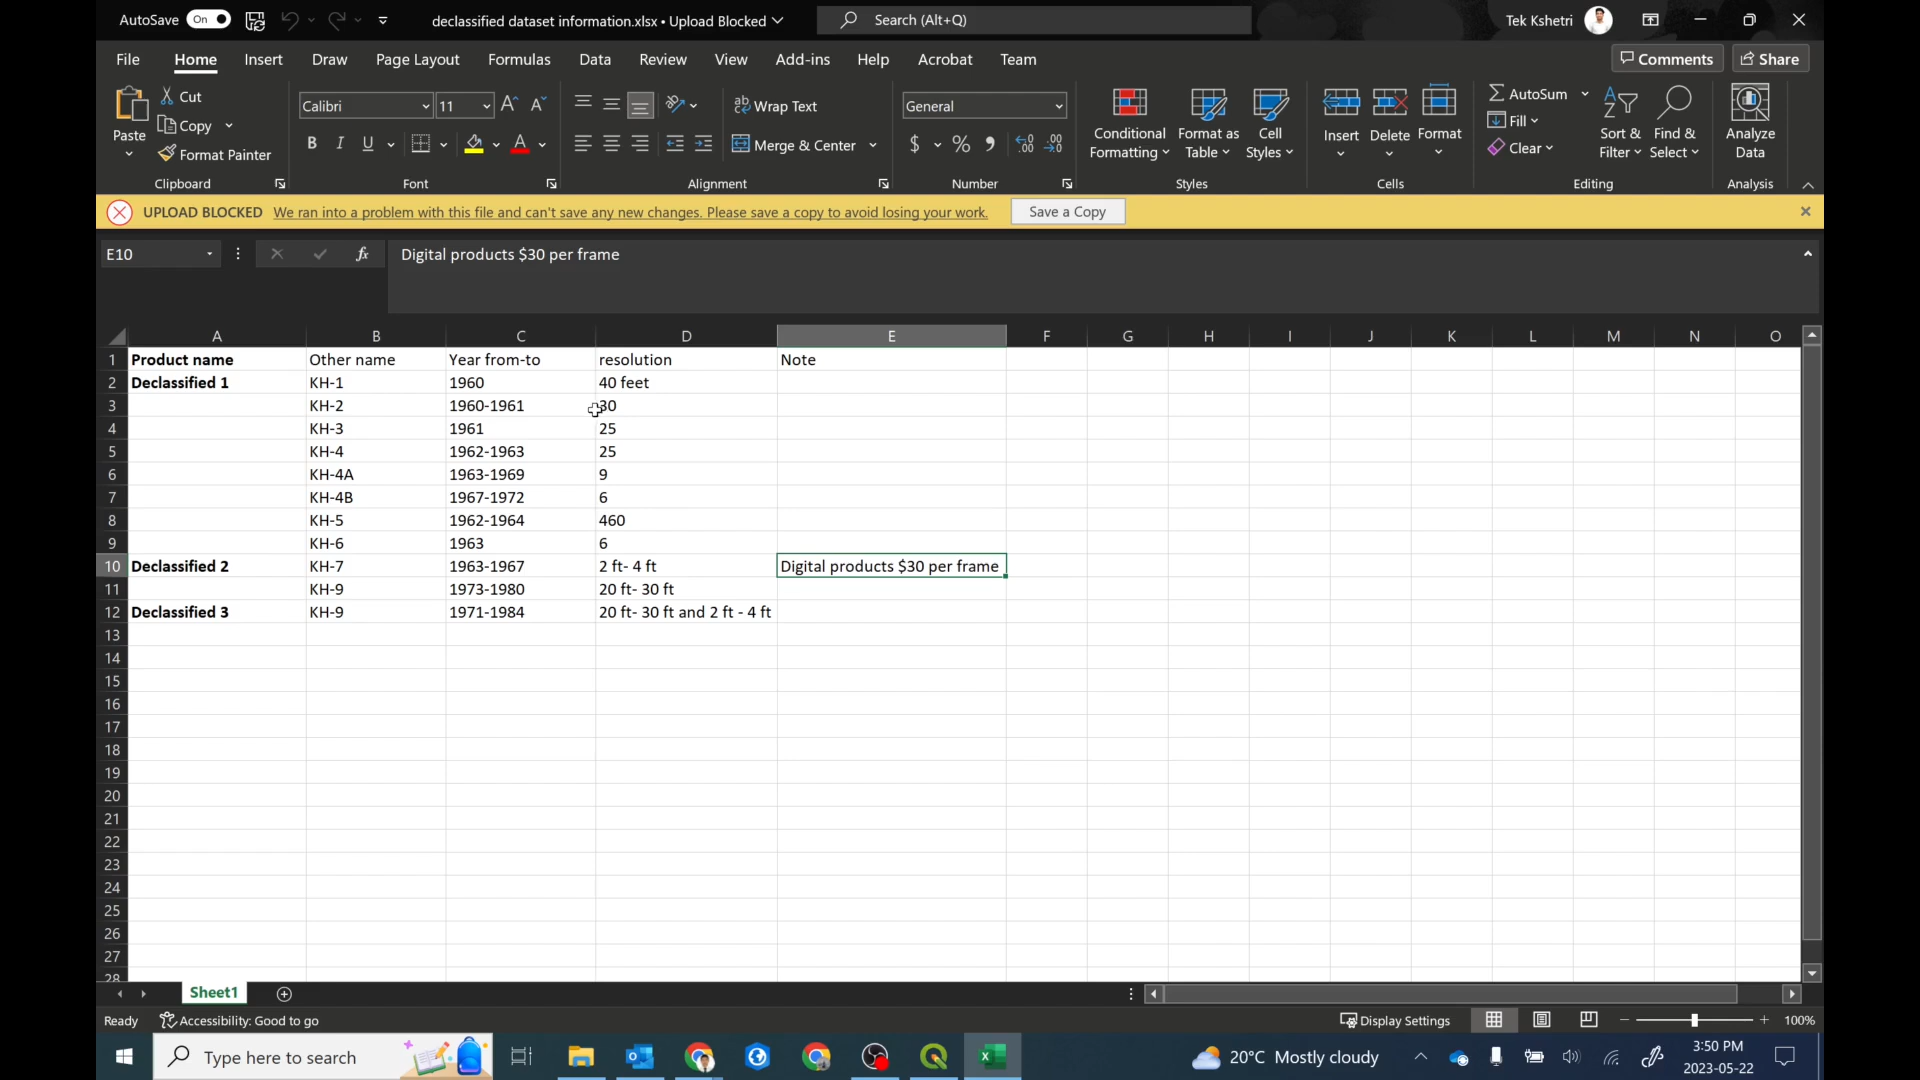 AutoSave On declassified dataset information.xlsx • Upload Blocked Search (Alt+Q) Tek Kshetri
File Home Insert Draw Page Layout Formulas Data Review View Add-ins Help Acrobat Team Comments Share
Paste Cut Copy Format Painter Clipboard
Calibri 11 B I U A Font
Wrap Text Merge & Center Alignment
General $ % Number
Conditional Formatting Format as Table Cell Styles Styles
Insert Delete Format Cells
AutoSum Fill Clear Sort & Filter Find & Select Editing
Analyze Data Analysis
UPLOAD BLOCKED We ran into a problem with this file and can't save any new changes. Please save a copy to avoid losing your work. Save a Copy
E10 fx Digital products $30 per frame
A B C D E F G H I J K L M N O
1 Product name Other name Year from-to resolution Note
2 Declassified 1 KH-1 1960 40 feet
3 KH-2 1960-1961 30
4 KH-3 1961 25
5 KH-4 1962-1963 25
6 KH-4A 1963-1969 9
7 KH-4B 1967-1972 6
8 KH-5 1962-1964 460
9 KH-6 1963 6
10 Declassified 2 KH-7 1963-1967 2 ft- 4 ft Digital products $30 per frame
11 KH-9 1973-1980 20 ft- 30 ft
12 Declassified 3 KH-9 1971-1984 20 ft- 30 ft and 2 ft - 4 ft
13
14
15
16
17
18
19
20
21
22
23
24
25
26
27
28
Sheet1
Ready Accessibility: Good to go Display Settings 100%
Type here to search 20°C Mostly cloudy 3:50 PM
2023-05-22